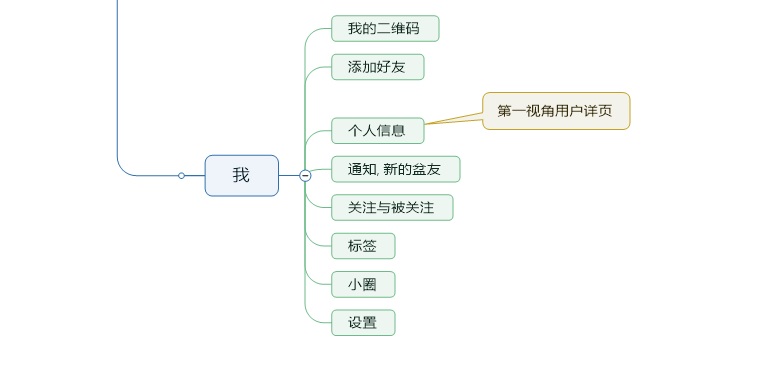 我的二维码
添加好友
第一视角用户详页
个人信息
通知, 新的盆友
我
关注与被关注
标签
小圈
设置